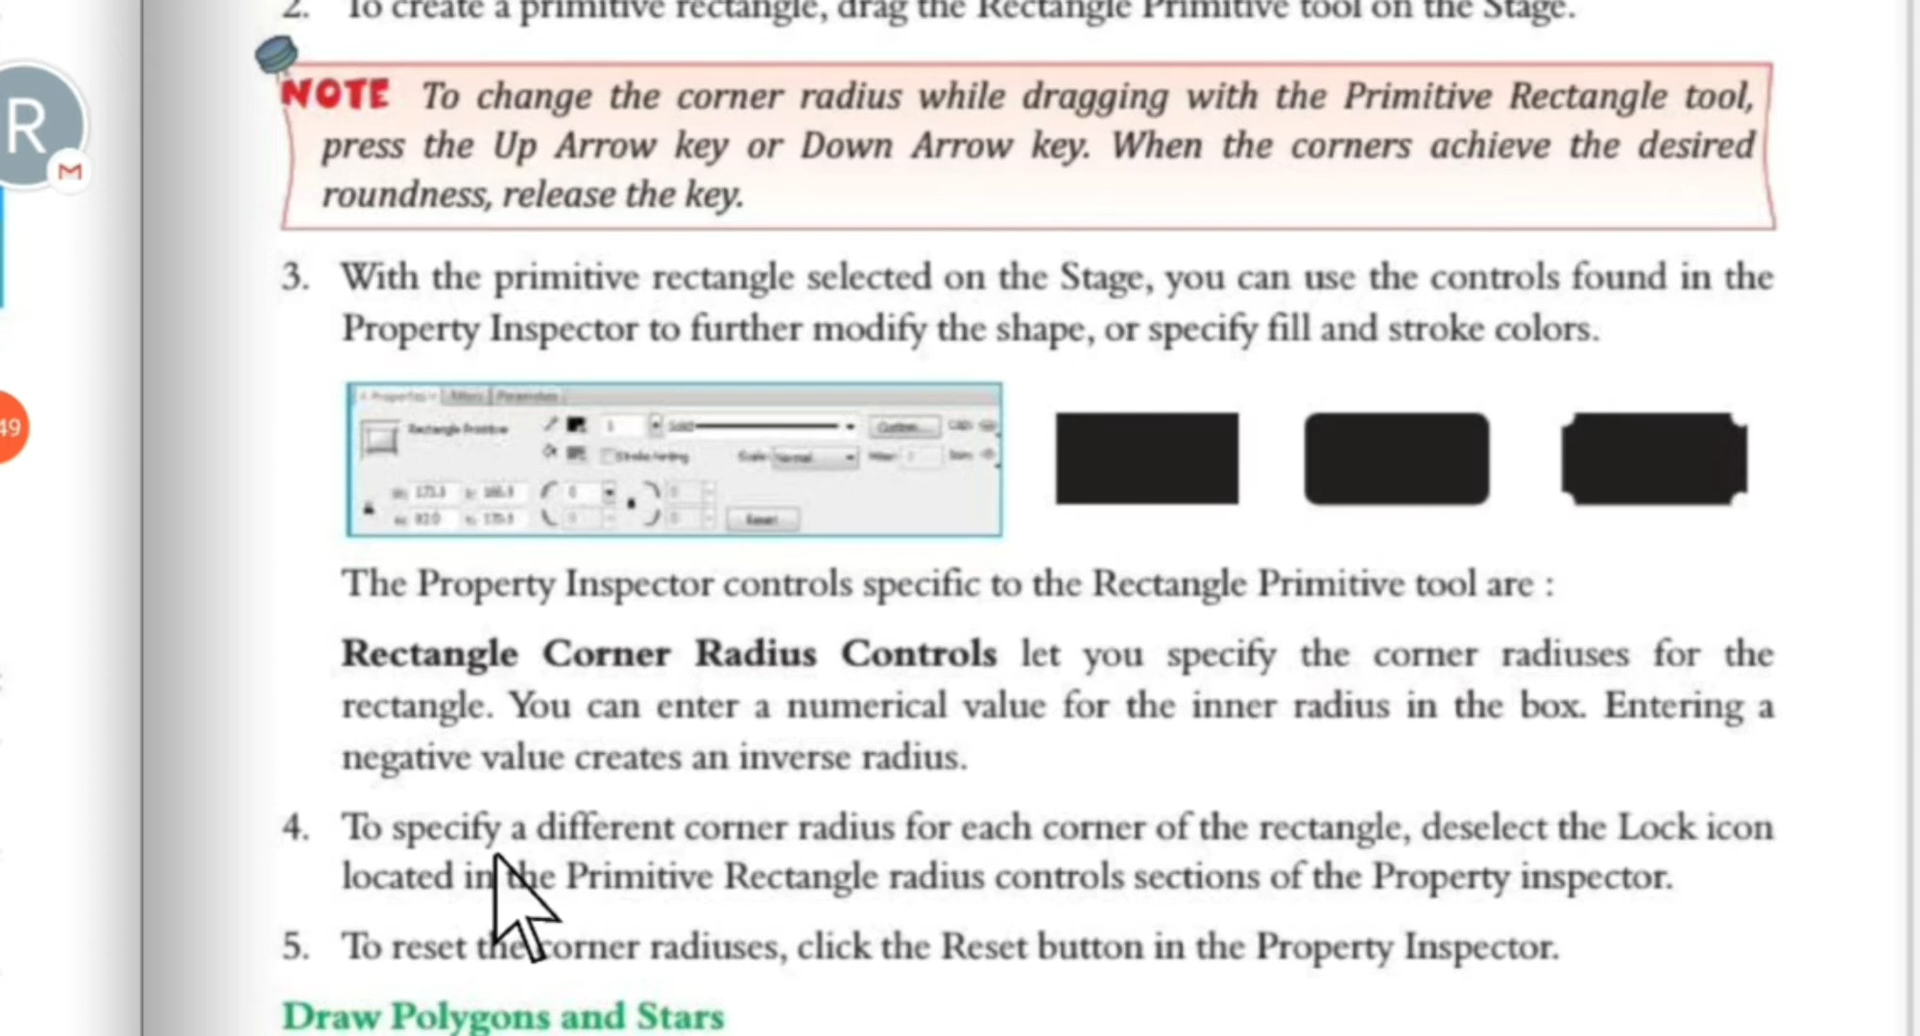 2. To create a primitive rectangle, drag the Rectangle Primitive tool on the Stage.
R
NOTE To change the corner radius while dragging with the Primitive Rectangle tool,
press the Up Arrow key or Down Arrow key. When the corners achieve the desired
roundness, release the key.
3. With the primitive rectangle selected on the Stage, you can use the controls found in the
Property Inspector to further modify the shape, or specify fill and stroke colors.
49
Rectangle Primitive
The Property Inspector controls specific to the Rectangle Primitive tool are :
Rectangle Corner Radius Controls let you specify the corner radiuses for the
rectangle. You can enter a numerical value for the inner radius in the box. Entering a
negative value creates an inverse radius.
4. To specify a different corner radius for each corner of the rectangle, deselect the Lock icon
located in the Primitive Rectangle radius controls sections of the Property inspector.
5. To reset the corner radiuses, click the Reset button in the Property Inspector.
Draw Polygons and Stars